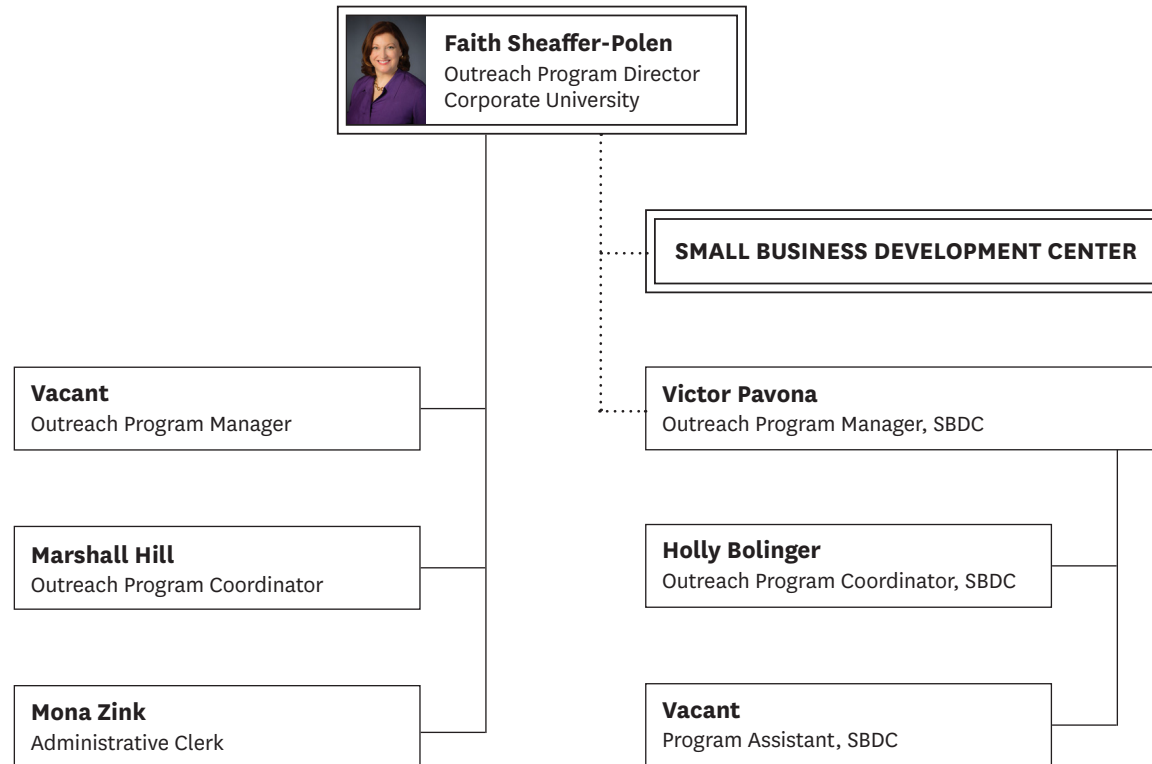 Faith Sheaffer-Polen
Outreach Program Director
Corporate University
SMALL BUSINESS DEVELOPMENT CENTER
Vacant
Outreach Program Manager
Victor Pavona
Outreach Program Manager, SBDC
Marshall Hill
Outreach Program Coordinator
Holly Bolinger
Outreach Program Coordinator, SBDC
Mona Zink
Administrative Clerk
Vacant
Program Assistant, SBDC